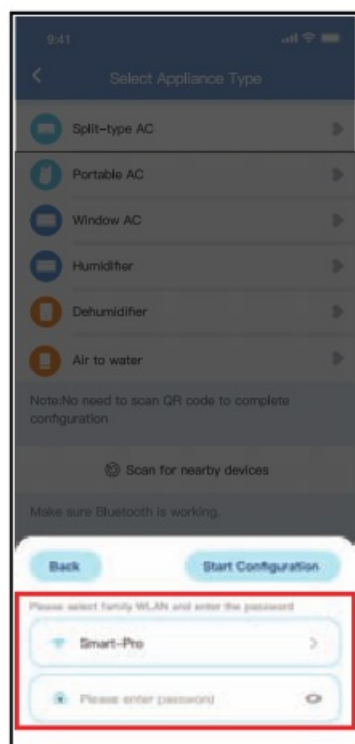 9:41
Select Appliance Type
Split-type AC
Portable AC
Window AC
Humidifier
Dehumidifier
Air to water
Note:No need to scan QR code to complete
configuration
Scan for nearby devices
Make sure Bluetooth is working.
Back
Start Configuration
Please select family WLAN and enter the password
Smart-Pro
Please enter password